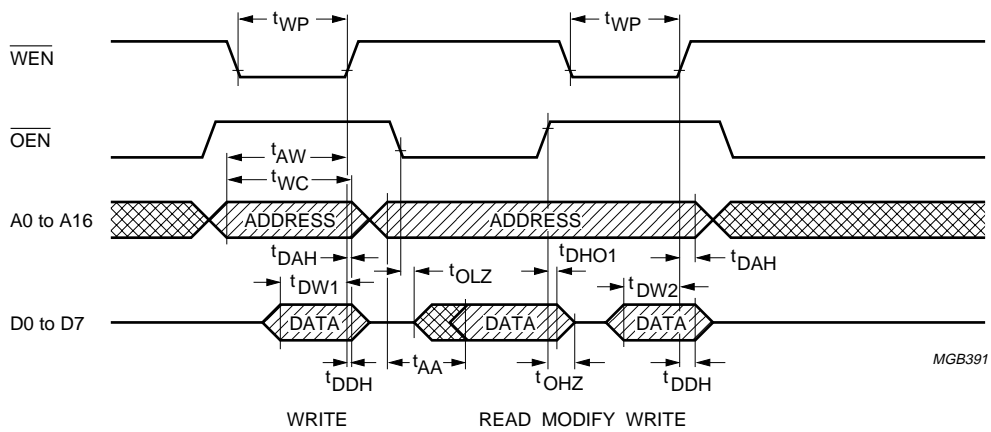 tWP tWP
WEN
OEN
tAW
tWC
A0 to A16 ADDRESS ADDRESS
tDAH tOLZ tDHO1 tDAH
tDW1 tDW2
D0 to D7 DATA DATA DATA
tDDH tAA tOHZ tDDH
MGB391
WRITE READ MODIFY WRITE